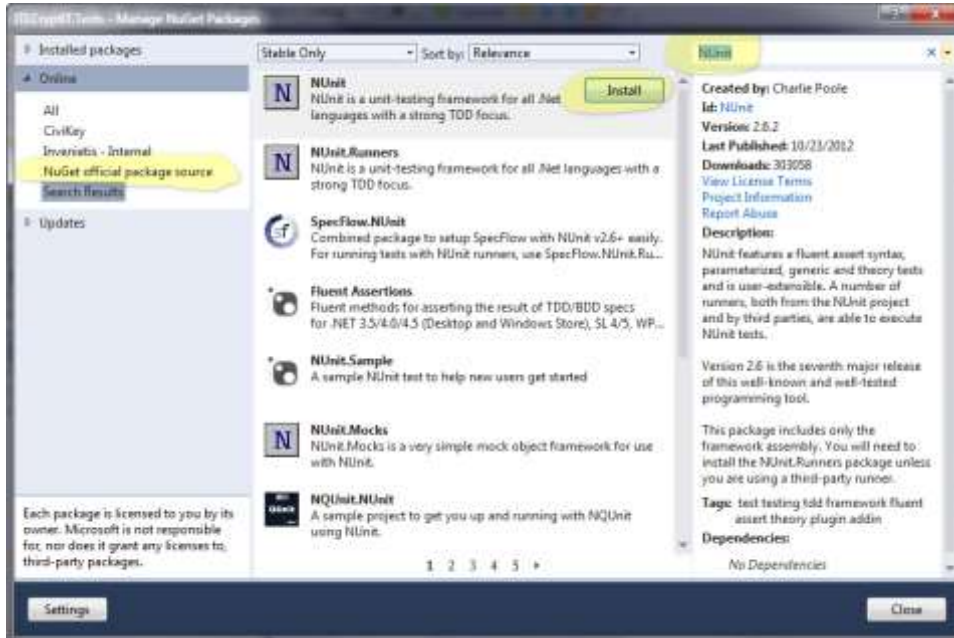 Manage NuGet Packages
Installed packages
Online
All
CiviKey
Invenietis - Internal
NuGet official package source
Search Results
Updates
Each package is licensed to you by its
owner. Microsoft is not responsible
for, nor does it grant any licenses to,
third-party packages.
Settings
Stable Only Sort by: Relevance
NUnit
Install
NUnit is a unit-testing framework for all .Net
languages with a strong TDD focus.
NUnit.Runners
NUnit is a unit-testing framework for all .Net languages with a
strong TDD focus.
SpecFlow.NUnit
Combined package to setup SpecFlow with NUnit v2.6+ easily.
For running tests with NUnit runners, use SpecFlow.NUnit.Ru...
Fluent Assertions
Fluent methods for asserting the result of TDD/BDD specs
for .NET 3.5/4.0/4.5 (Desktop and Windows Store), SL 4/5, WP...
NUnit.Sample
A sample NUnit test to help new users get started
NUnit.Mocks
NUnit.Mocks is a very simple mock object framework for use
with NUnit.
NQUnit.NUnit
A sample project to get you up and running with NQUnit
using NUnit.
1 2 3 4 5
NUnit
Created by: Charlie Poole
Id: NUnit
Version: 2.6.2
Last Published: 10/23/2012
Downloads: 303058
View License Terms
Project Information
Report Abuse
Description:
NUnit features a fluent assert syntax,
parameterized, generic and theory tests
and is user-extensible. A number of
runners, both from the NUnit project
and by third parties, are able to execute
NUnit tests.
Version 2.6 is the seventh major release
of this well-known and well-tested
programming tool.
This package includes only the
framework assembly. You will need to
install the NUnit.Runners package unless
you are using a third-party runner.
Tags: test testing tdd framework fluent
assert theory plugin addin
Dependencies:
No Dependencies
Close